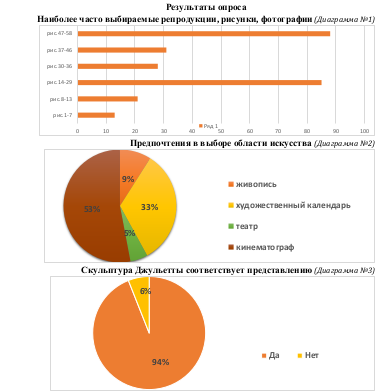 Результаты опроса
Наиболее часто выбираемые репродукции, рисунки, фотографии (Диаграмма №1)
рис.47-58
рис.37-46
рис.30-36
рис.14-29
рис.8-13
рис.1-7
0 10 20 30 40 50 60 70 80 90 100
Ряд 1
Предпочтения в выборе области искусства (Диаграмма №2)
9%
33%
5%
53%
живопись
художественный календарь
театр
кинематограф
Скульптура Джульетты соответствует представлению (Диаграмма №3)
6%
94%
Да Нет